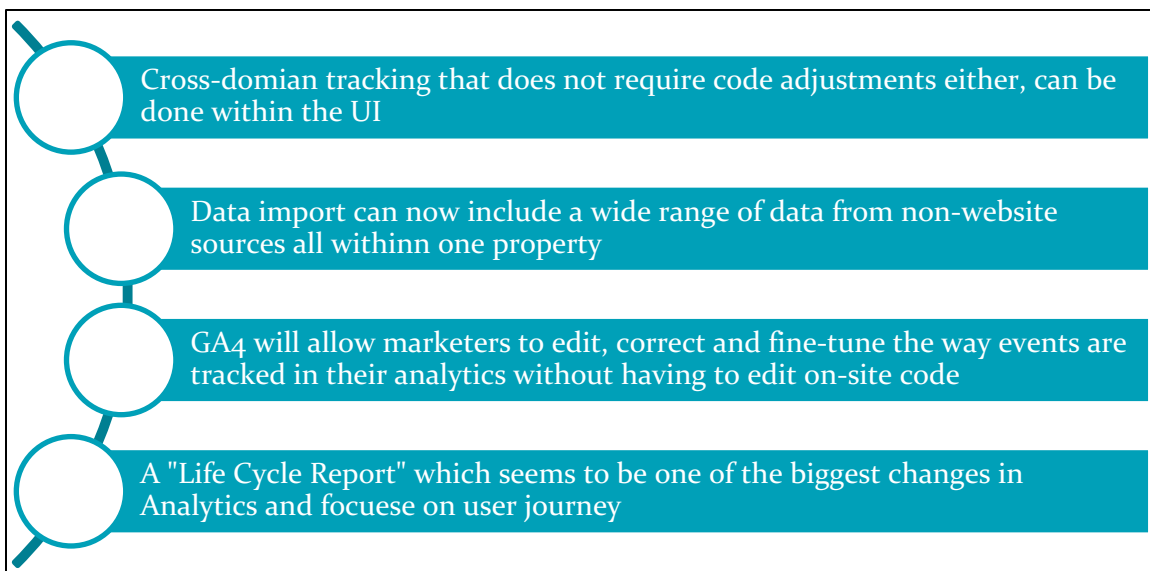 Cross-domian tracking that does not require code adjustments either, can be
done within the UI
Data import can now include a wide range of data from non-website
sources all withinn one property
GA4 will allow marketers to edit, correct and fine-tune the way events are
tracked in their analytics without having to edit on-site code
A "Life Cycle Report" which seems to be one of the biggest changes in
Analytics and focuese on user journey